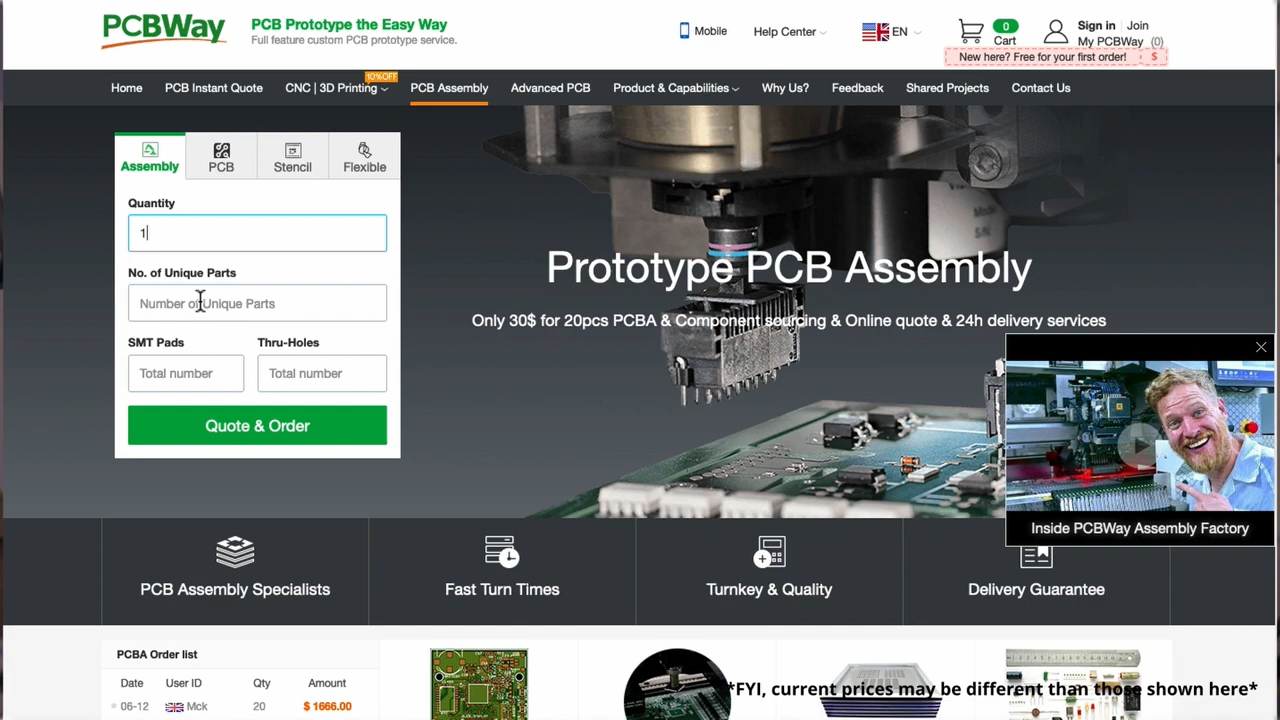 PCBWay
PCB Prototype the Easy Way
Full feature custom PCB prototype service.
Mobile
Help Center
EN
0
Cart
Sign in Join
My PCBWay (0)
New here? Free for your first order! $
10%OFF
Home PCB Instant Quote CNC | 3D Printing PCB Assembly Advanced PCB Product & Capabilities Why Us? Feedback Shared Projects Contact Us
Assembly PCB Stencil Flexible
Quantity
1
No. of Unique Parts
Number of Unique Parts
SMT Pads Thru-Holes
Total number Total number
Quote & Order
Prototype PCB Assembly
Only 30$ for 20pcs PCBA & Component sourcing & Online quote & 24h delivery services
Inside PCBWay Assembly Factory
PCB Assembly Specialists Fast Turn Times Turnkey & Quality Delivery Guarantee
PCBA Order list
Date User ID Qty Amount
06-12 Mck 20 $ 1666.00
*FYI, current prices may be different than those shown here*